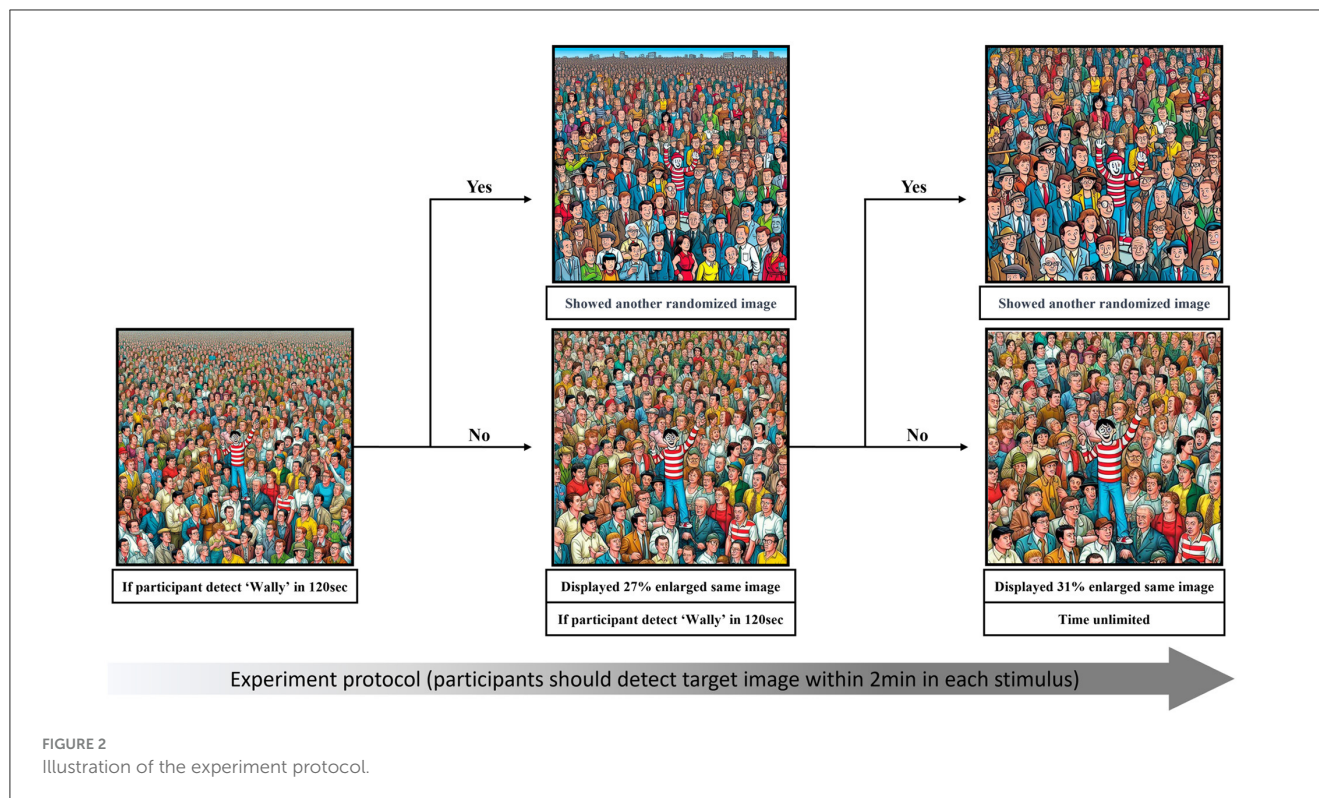 Yes
Yes
Showed another randomized image
Showed another randomized image
No
No
If participant detect ‘Wally’ in 120sec
Displayed 27% enlarged same image
If participant detect ‘Wally’ in 120sec
Displayed 31% enlarged same image
Time unlimited
Experiment protocol (participants should detect target image within 2min in each stimulus)
FIGURE 2
Illustration of the experiment protocol.